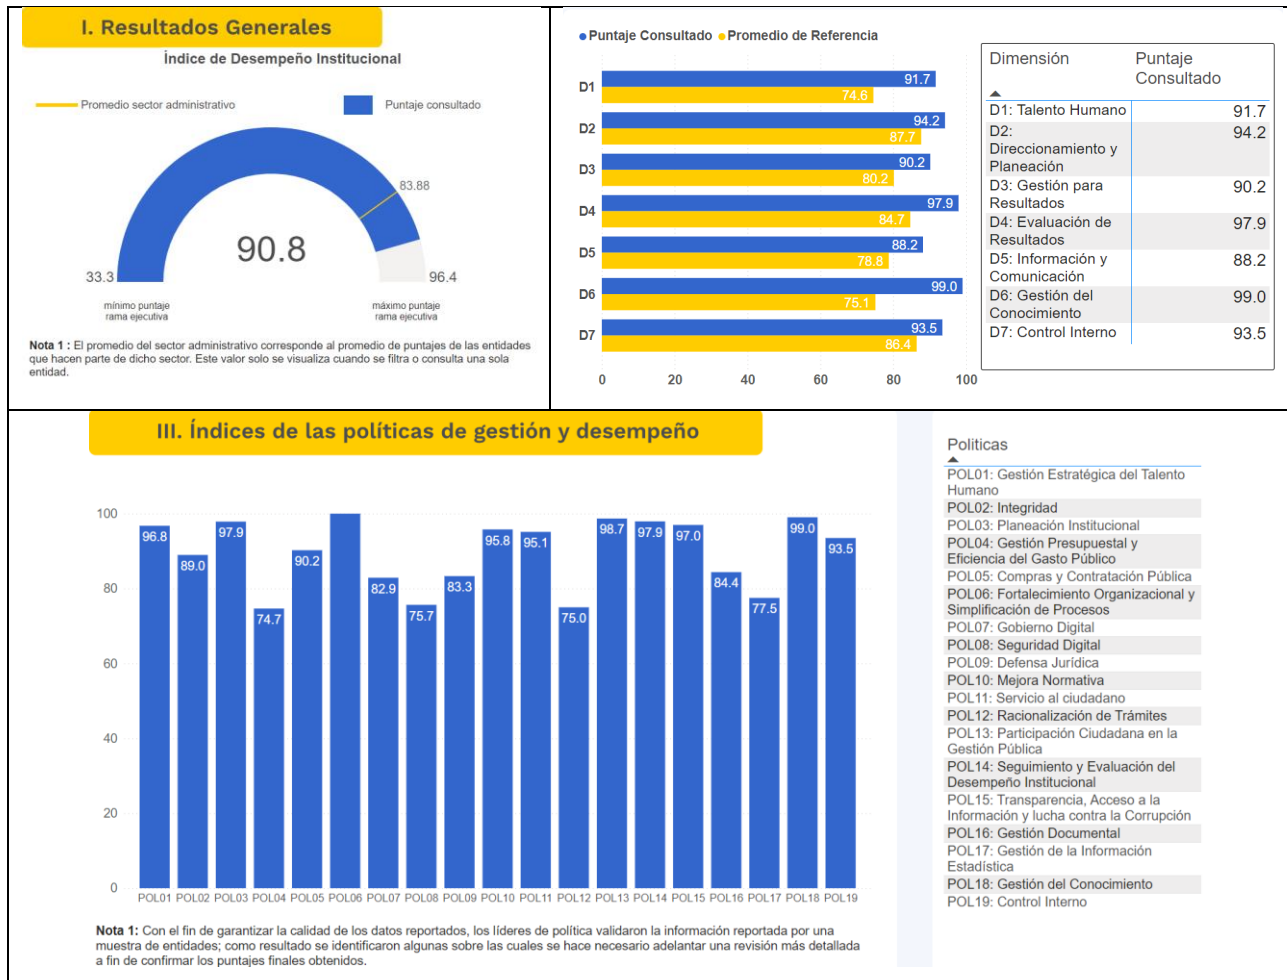 I. Resultados Generales
Índice de Desempeño Institucional
Promedio sector administrativo
Puntaje consultado
83.88
90.8
33.3
96.4
mínimo puntaje
rama ejecutiva
máximo puntaje
rama ejecutiva
Nota 1 : El promedio del sector administrativo corresponde al promedio de puntajes de las entidades
que hacen parte de dicho sector. Este valor solo se visualiza cuando se filtra o consulta una sola
entidad.
Puntaje Consultado Promedio de Referencia
D1 91.7
74.6
D2 94.2
87.7
D3 90.2
80.2
D4 97.9
84.7
D5 88.2
78.8
D6 99.0
75.1
D7 93.5
86.4
0 20 40 60 80 100
Dimensión Puntaje
Consultado
D1: Talento Humano 91.7
D2: 94.2
Direccionamiento y
Planeación
D3: Gestión para 90.2
Resultados
D4: Evaluación de 97.9
Resultados
D5: Información y 88.2
Comunicación
D6: Gestión del 99.0
Conocimiento
D7: Control Interno 93.5
III. Índices de las políticas de gestión y desempeño
100
80
60
40
20
0
96.8 89.0 97.9 74.7 90.2 82.9 75.7 83.3 95.8 95.1 75.0 98.7 97.9 97.0 84.4 77.5 99.0 93.5
POL01 POL02 POL03 POL04 POL05 POL06 POL07 POL08 POL09 POL10 POL11 POL12 POL13 POL14 POL15 POL16 POL17 POL18 POL19
Nota 1: Con el fin de garantizar la calidad de los datos reportados, los líderes de política validaron la información reportada por una
muestra de entidades; como resultado se identificaron algunas sobre las cuales se hace necesario adelantar una revisión más detallada
a fin de confirmar los puntajes finales obtenidos.
Politicas
POL01: Gestión Estratégica del Talento
Humano
POL02: Integridad
POL03: Planeación Institucional
POL04: Gestión Presupuestal y
Eficiencia del Gasto Público
POL05: Compras y Contratación Pública
POL06: Fortalecimiento Organizacional y
Simplificación de Procesos
POL07: Gobierno Digital
POL08: Seguridad Digital
POL09: Defensa Jurídica
POL10: Mejora Normativa
POL11: Servicio al ciudadano
POL12: Racionalización de Trámites
POL13: Participación Ciudadana en la
Gestión Pública
POL14: Seguimiento y Evaluación del
Desempeño Institucional
POL15: Transparencia, Acceso a la
Información y lucha contra la Corrupción
POL16: Gestión Documental
POL17: Gestión de la Información
Estadística
POL18: Gestión del Conocimiento
POL19: Control Interno